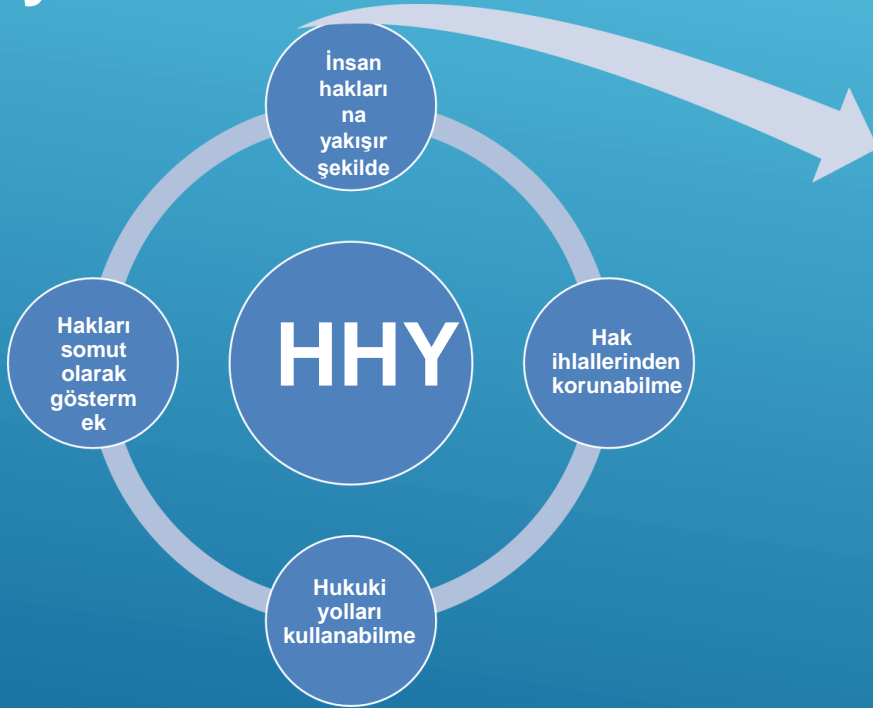 İnsan
hakları
na
yakışır
şekilde
Hakları
somut
olarak
gösterm
ek
HHY
Hak
ihlallerinden
korunabilme
Hukuki
yolları
kullanabilme